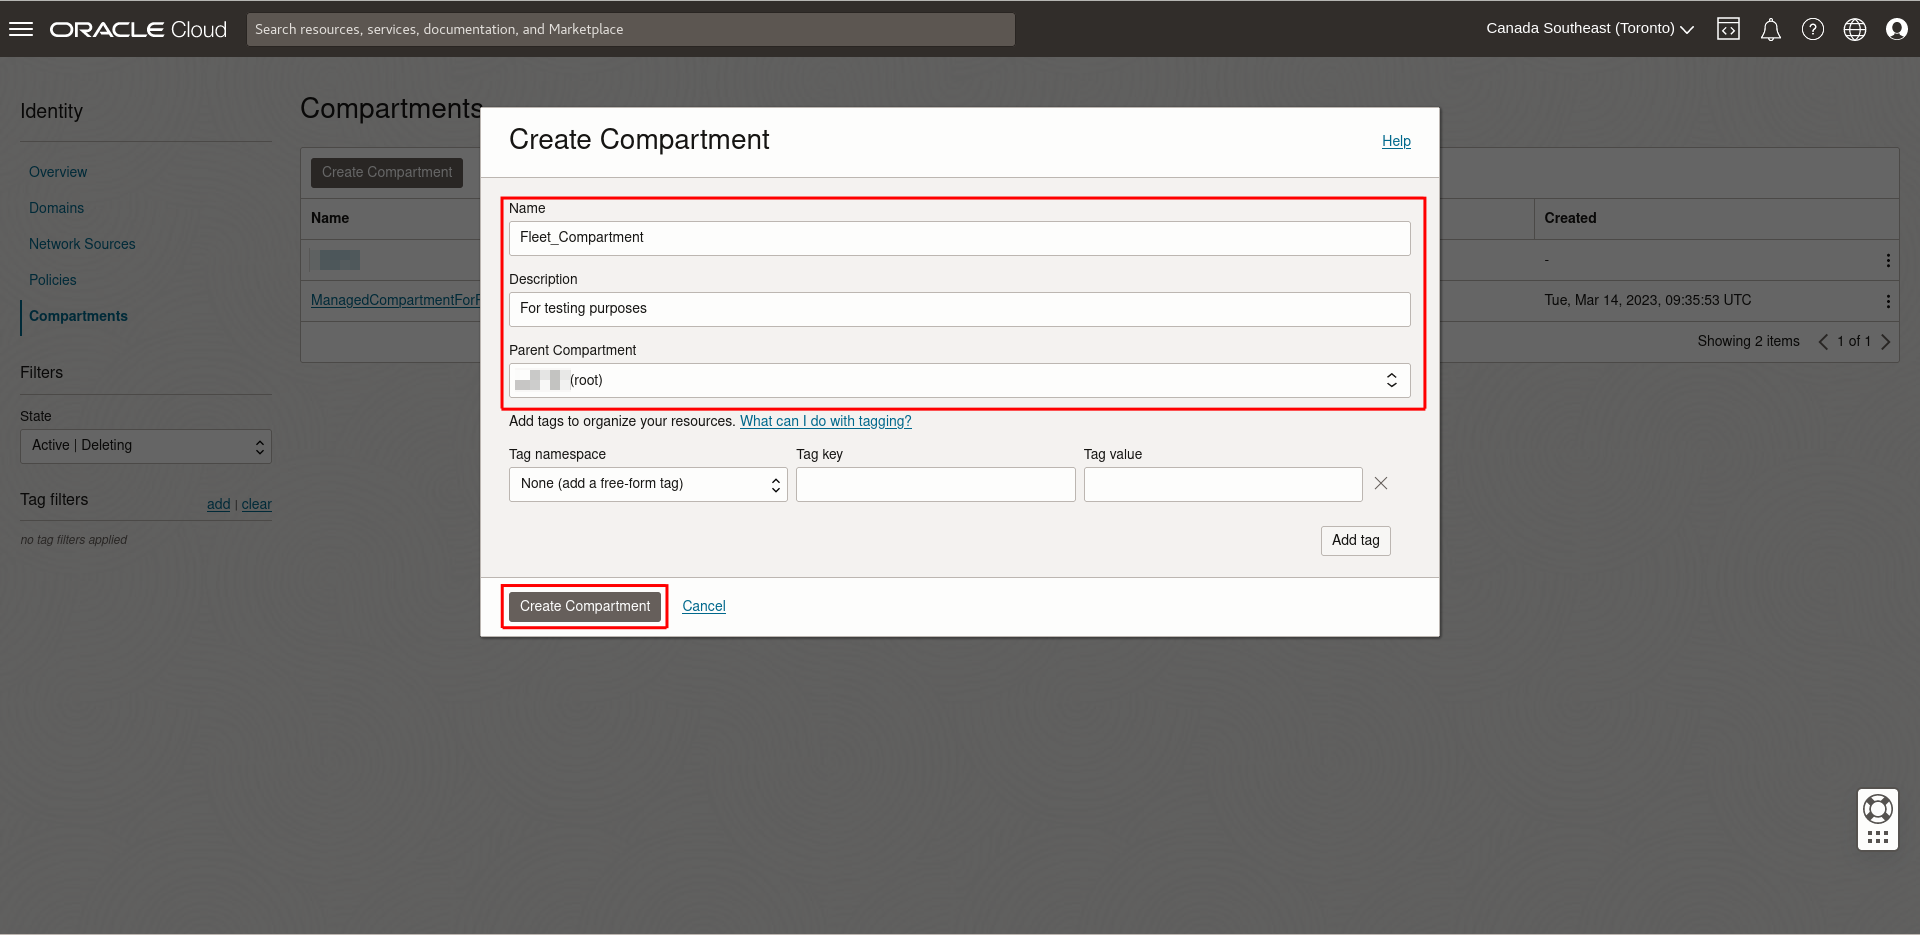 ORACLE Cloud
Search resources, services, documentation, and Marketplace
Canada Southeast (Toronto)
Identity
Overview
Domains
Network Sources
Policies
Compartments
Filters
State
Active | Deleting
Tag filters
add | clear
no tag filters applied
Compartments
Create Compartment
Name
Created
-
ManagedCompartmentFor
Tue, Mar 14, 2023, 09:35:53 UTC
Showing 2 items
1 of 1
Create Compartment
Help
Name
Fleet_Compartment
Description
For testing purposes
Parent Compartment
(root)
Add tags to organize your resources. What can I do with tagging?
Tag namespace
Tag key
Tag value
None (add a free-form tag)
Add tag
Create Compartment
Cancel